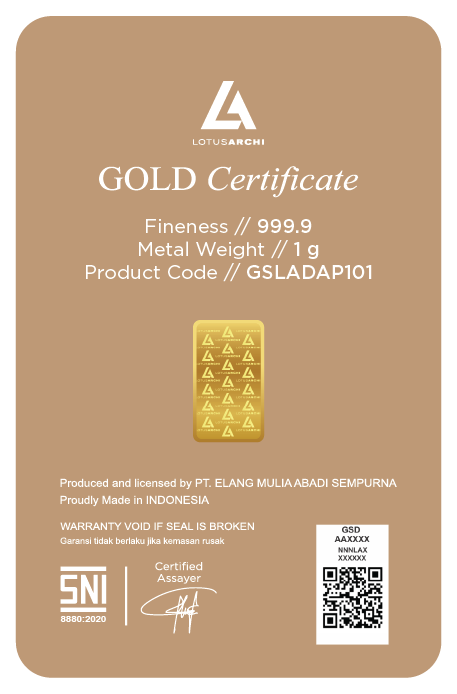 LOTUSARCHI
GOLD Certificate
Fineness // 999.9
Metal Weight // 1 g
Product Code // GSLADAP101
Produced and licensed by PT. ELANG MULIA ABADI SEMPURNA
Proudly Made in INDONESIA
WARRANTY VOID IF SEAL IS BROKEN
Garansi tidak berlaku jika kemasan rusak
SNI
8880:2020
Certified
Assayer
GSD
AAXXXX
NNNLAX
XXXXXX